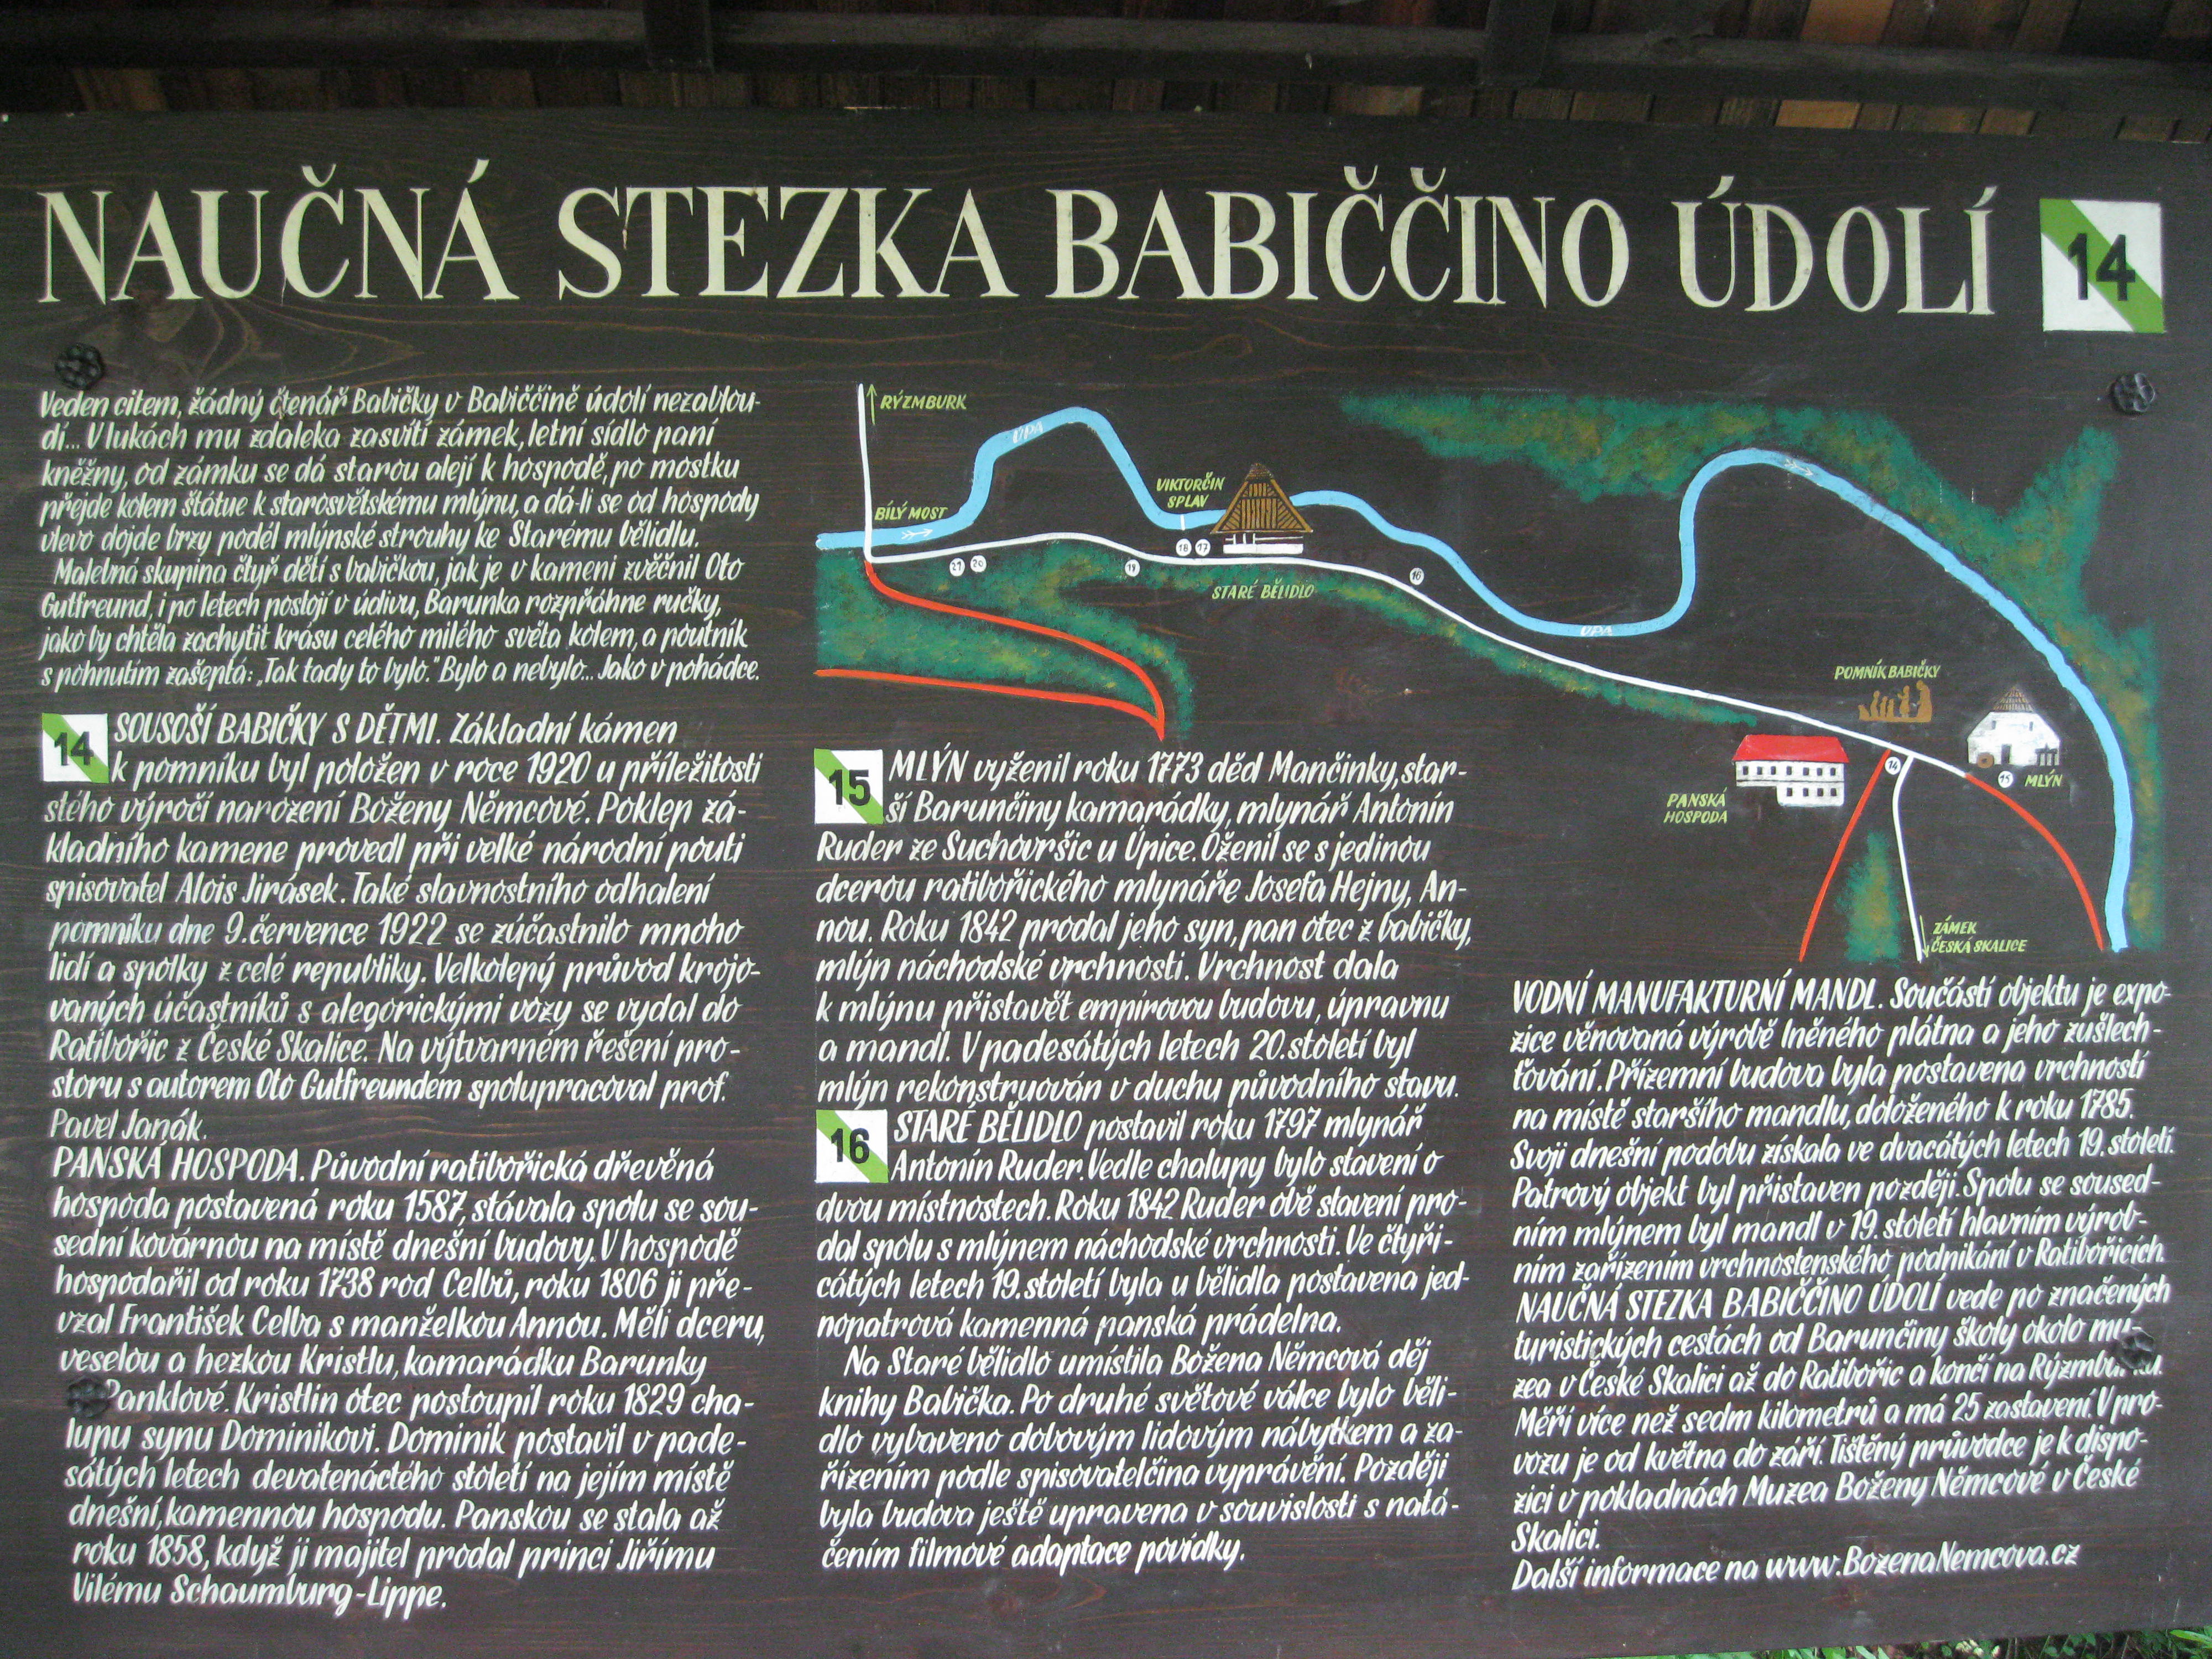 NAUČNÁ STEZKA BABIČČINO ÚDOLÍ 14
Veden citem, žádný čtenář Babičky v Babiččině údolí nezablou-
dí... V lukách mu zdaleka zasvítí zámek, letní sídlo paní
kněžny, od zámku se dá starou alejí k hospodě, po mostku
přejde kolem štátue k starosvětskému mlýnu, a dá-li se od hospody
vlevo dojde brzy podél mlýnské strouhy ke Starému bělidlu.
Malebná skupina čtyř dětí s babičkou, jak je v kameni zvěčnil Oto
Gutfreund, i po letech postojí v údivu, Barunka rozpřáhne ručky,
jako by chtěla zachytit krásu celého milého světa kolem, a poutník
s pohnutím zašeptá: „Tak tady to bylo." Bylo a nebylo... Jako v pohádce.
14 SOUSOŠÍ BABIČKY S DĚTMI. Základní kámen
k pomníku byl položen v roce 1920 u příležitosti
stého výročí narození Boženy Němcové. Poklep zá-
kladního kamene provedl při velké národní pouti
spisovatel Alois Jirásek. Také slavnostního odhalení
pomníku dne 9. července 1922 se zúčastnilo mnoho
lidí a spolky z celé republiky. Velkolepý průvod krojo-
vaných účastníků s alegorickými vozy se vydal do
Ratibořic z České Skalice. Na výtvarném řešení pro-
storu s autorem Oto Gutfreundem spolupracoval prof.
Pavel Janák.
PANSKÁ HOSPODA. Původní ratibořická dřevěná
hospoda postavená roku 1587, stávala spolu se sou-
sední kovárnou na místě dnešní budovy. V hospodě
hospodařil od roku 1738 rod Celbů, roku 1806 ji pře-
vzal František Celba s manželkou Annou. Měli dceru,
veselou a hezkou Kristlu, kamarádku Barunky
Panklové. Kristlin otec postoupil roku 1829 cha-
lupu synu Dominikovi. Dominik postavil v pade-
sátých letech devatenáctého století na jejím místě
dnešní, kamennou hospodu. Panskou se stala až
roku 1858, když ji majitel prodal princi Jiřímu
Vilému Schaumburg-Lippe.
RÝZMBURK
ÚPA
BÍLÝ MOST
VIKTORČIN
SPLAV
21 20 19 18 17
STARÉ BĚLIDLO
16
ÚPA
POMNÍK BABIČKY
PANSKÁ
HOSPODA
14
15 MLÝN
ZÁMEK
ČESKÁ SKALICE
15 MLÝN vyženil roku 1773 děd Mančinky, star-
ší Barunčiny kamarádky, mlynář Antonín
Ruder ze Suchovršic u Úpice. Oženil se s jedinou
dcerou ratibořického mlynáře Josefa Hejny, An-
nou. Roku 1842 prodal jeho syn, pan otec z babičky,
mlýn náchodské vrchnosti. Vrchnost dala
k mlýnu přistavět empírovou budovu, úpravnu
a mandl. V padesátých letech 20. století byl
mlýn rekonstruován v duchu původního stavu.
16 STARÉ BĚLIDLO postavil roku 1797 mlynář
Antonín Ruder. Vedle chalupy bylo stavení o
dvou místnostech. Roku 1842 Ruder obě stavení pro-
dal spolu s mlýnem náchodské vrchnosti. Ve čtyři-
cátých letech 19. století byla u bělidla postavena jed-
nopatrová kamenná panská prádelna.
Na Staré bělidlo umístila Božena Němcová děj
knihy Babička. Po druhé světové válce bylo běli-
dlo vybaveno dobovým lidovým nábytkem a za-
řízením podle spisovatelčina vyprávění. Později
byla budova ještě upravena v souvislosti s natá-
čením filmové adaptace povídky.
VODNÍ MANUFAKTURNÍ MANDL. Součástí objektu je expo-
zice věnovaná výrobě lněného plátna a jeho zušlech-
ťování. Přízemní budova byla postavena vrchností
na místě staršího mandlu, doloženého k roku 1785.
Svoji dnešní podobu získala ve dvacátých letech 19. století.
Patrový objekt byl přistaven později. Spolu se soused-
ním mlýnem byl mandl v 19. století hlavním výrob-
ním zařízením vrchnostenského podnikání v Ratibořicích.
NAUČNÁ STEZKA BABIČČINO ÚDOLÍ vede po značených
turistických cestách od Barunčiny školy okolo mu-
zea v České Skalici až do Ratibořic a končí na
Měří více než sedm kilometrů a má 25 zastavení. V pro-
vozu je od května do září. Tištěný průvodce je k dispo-
zici v pokladnách Muzea Boženy Němcové v České
Skalici.
Další informace na www.BozenaNemcova.cz